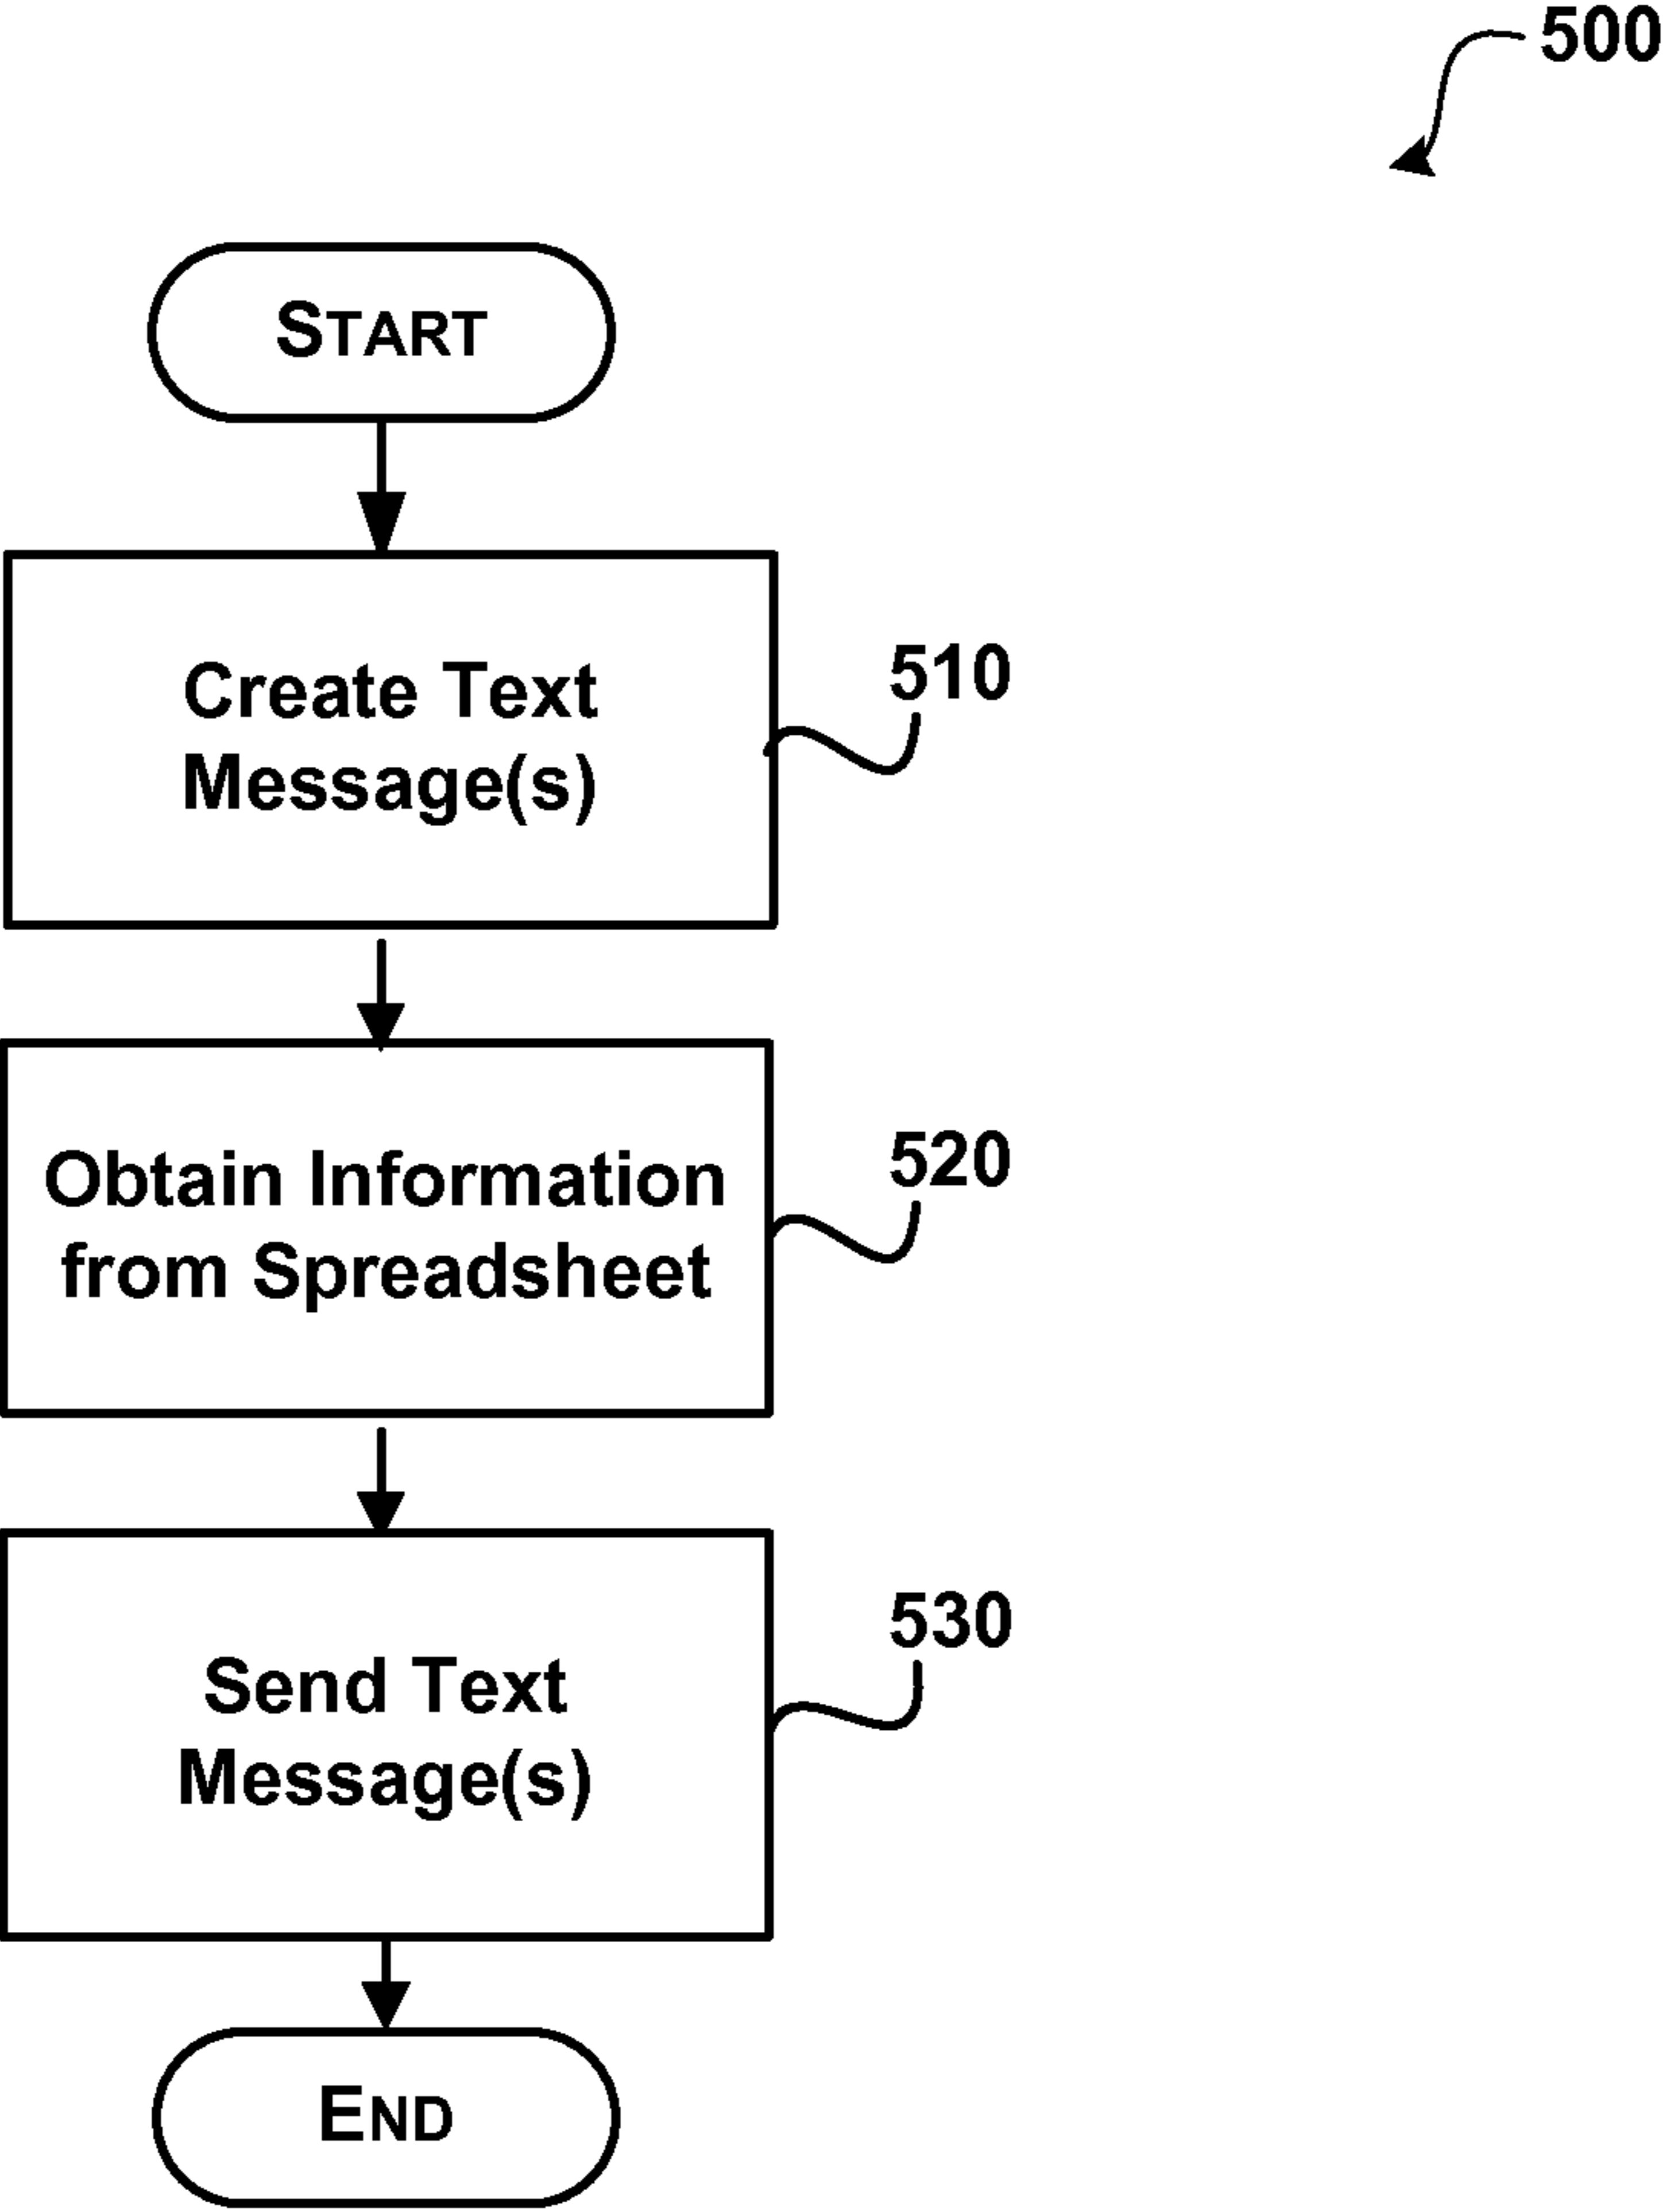 500
START
Create Text
Message(s)
510
Obtain Information
from Spreadsheet
520
Send Text
Message(s)
530
END